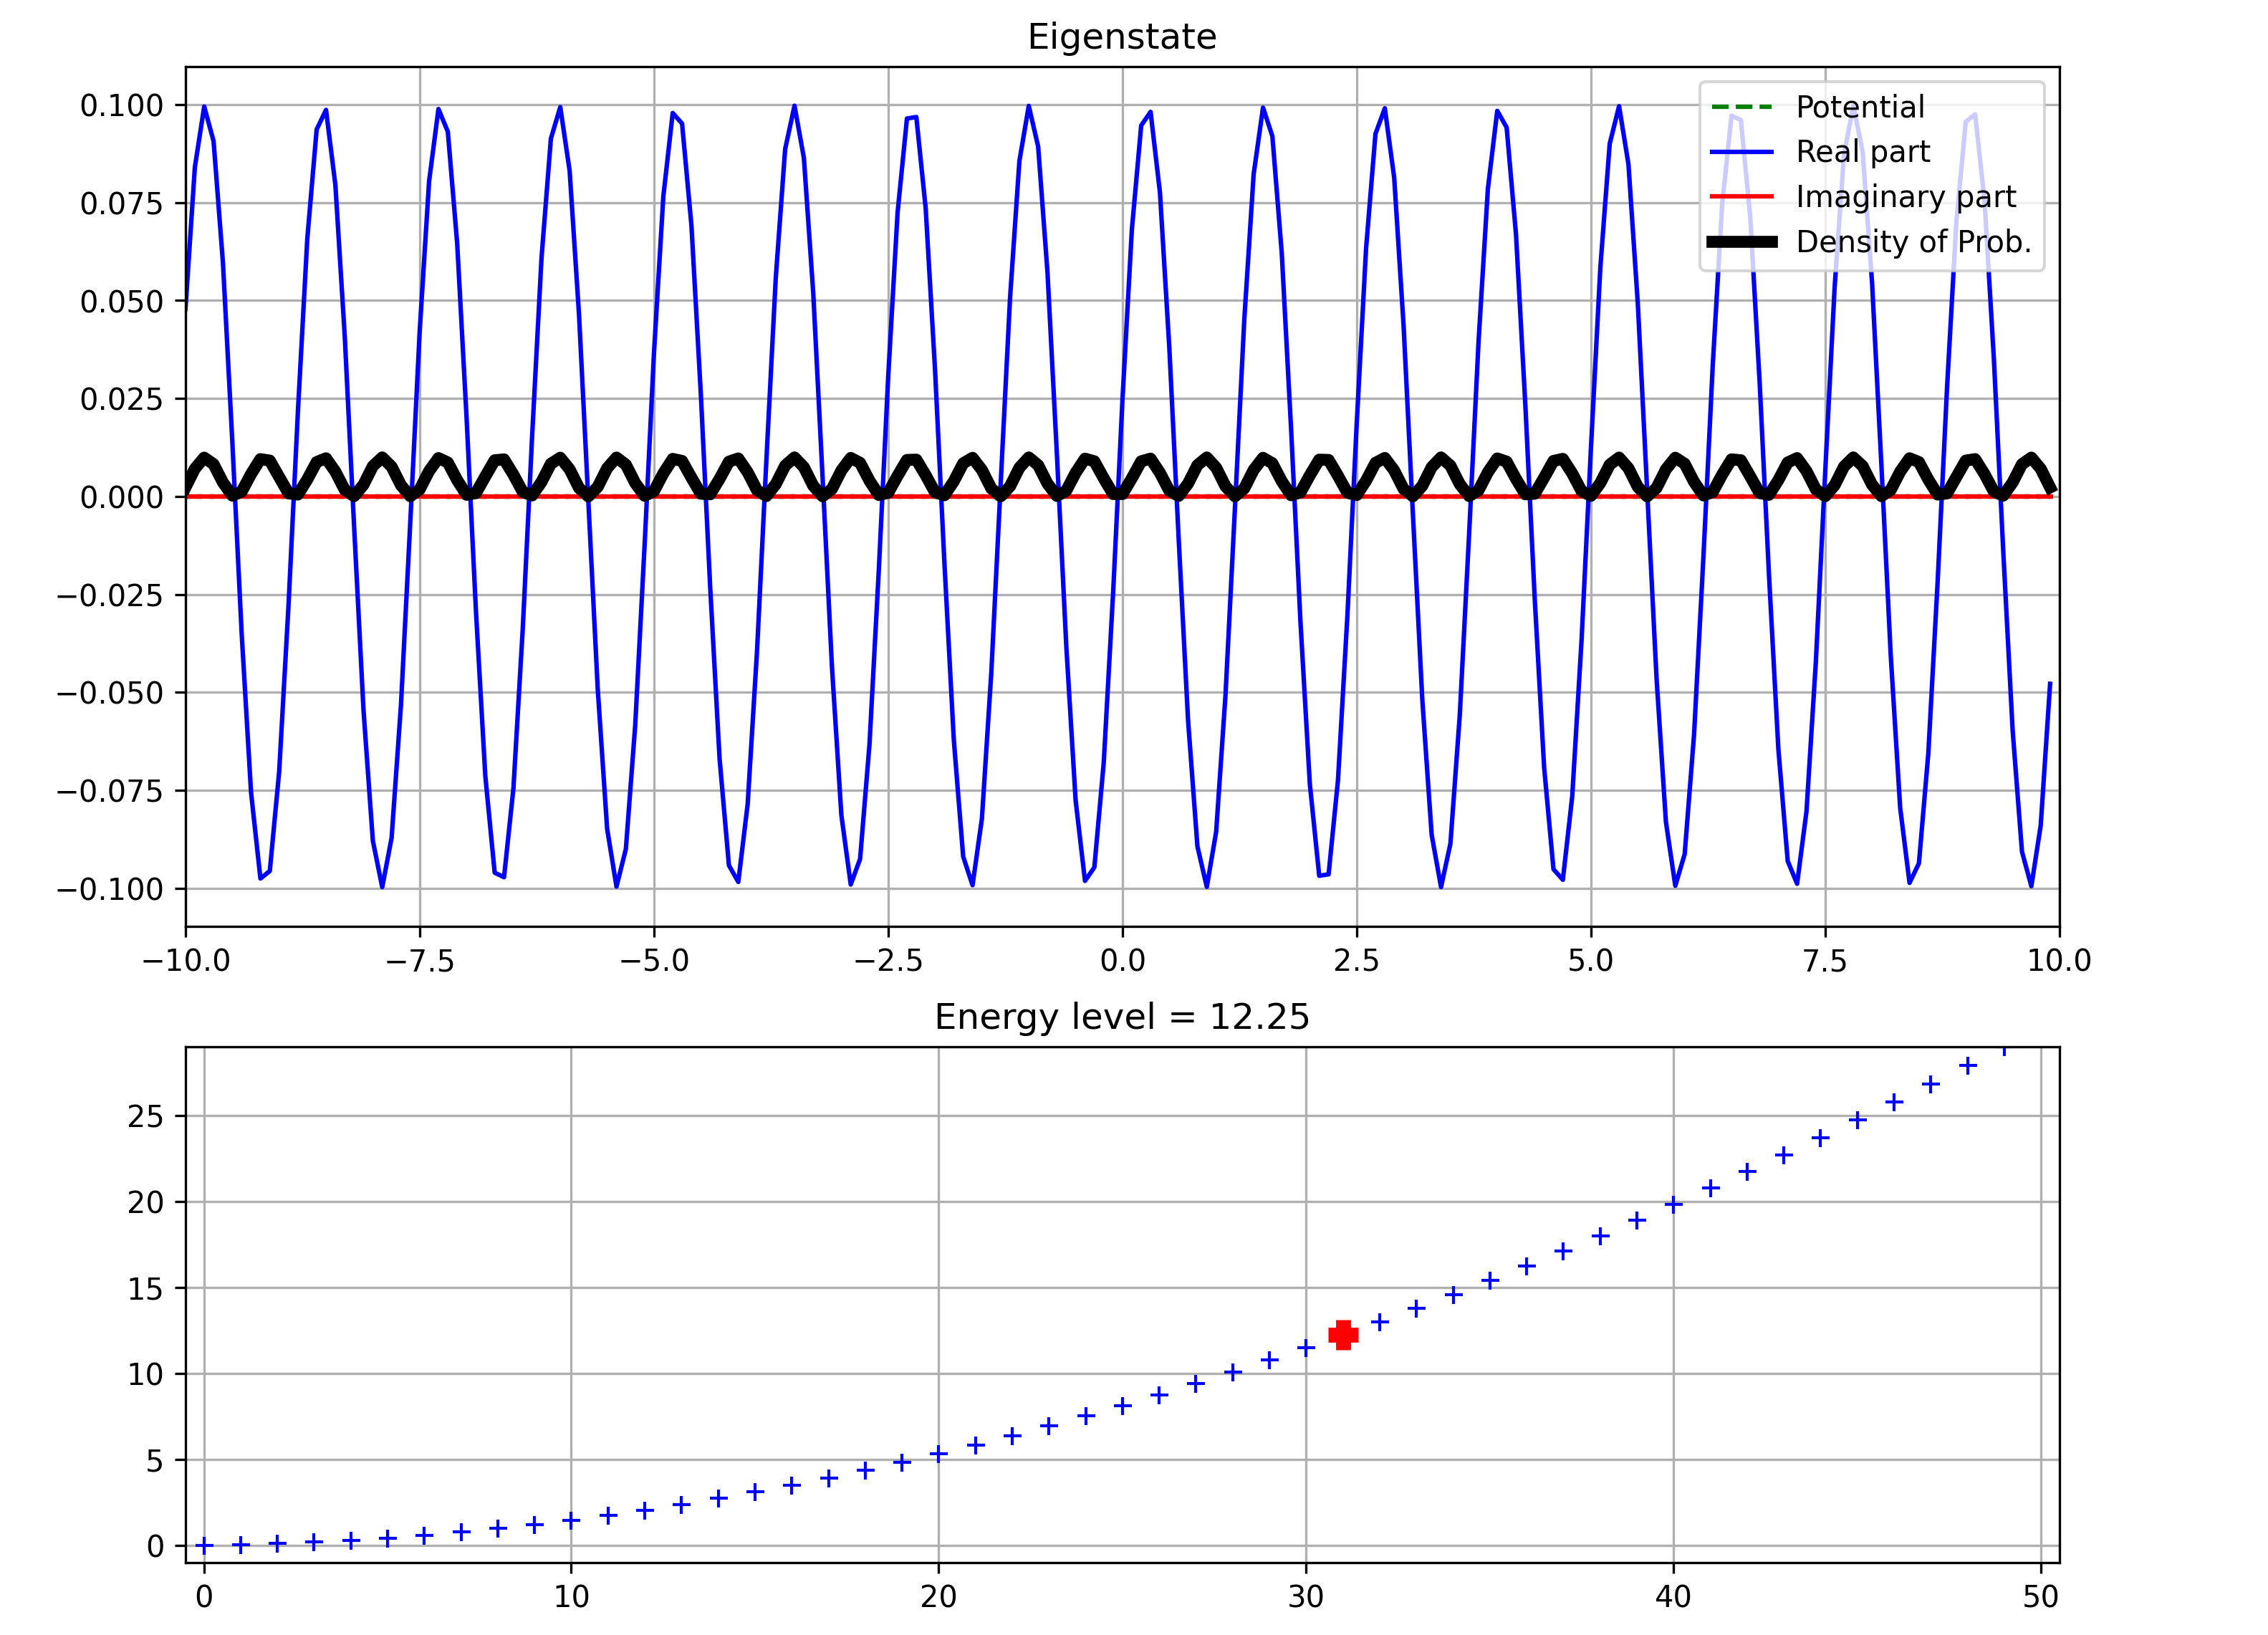 Eigenstate
Potential
Real part
Imaginary part
Density of Prob.
0.100
0.075
0.050
0.025
0.000
−0.025
−0.050
−0.075
−0.100
−10.0 −7.5 −5.0 −2.5 0.0 2.5 5.0 7.5 10.0
Energy level = 12.25
25
20
15
10
5
0
0 10 20 30 40 50